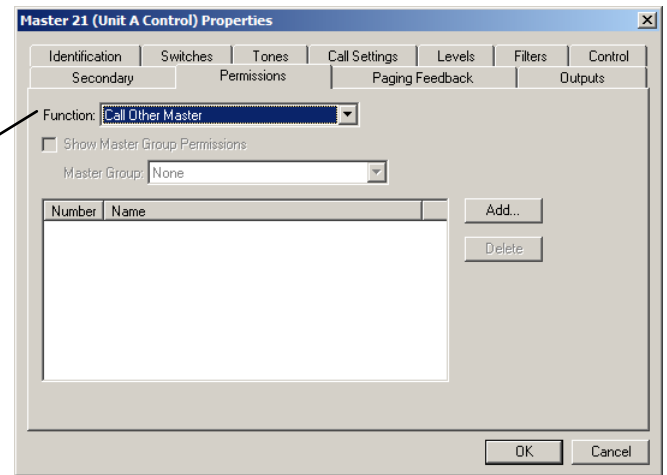 Master 21 (Unit A Control) Properties
Identification Switches Tones Call Settings Levels Filters Control
Secondary Permissions Paging Feedback Outputs
Function: Call Other Master
Show Master Group Permissions
Master Group: None
Number Name
Add...
Delete
OK Cancel